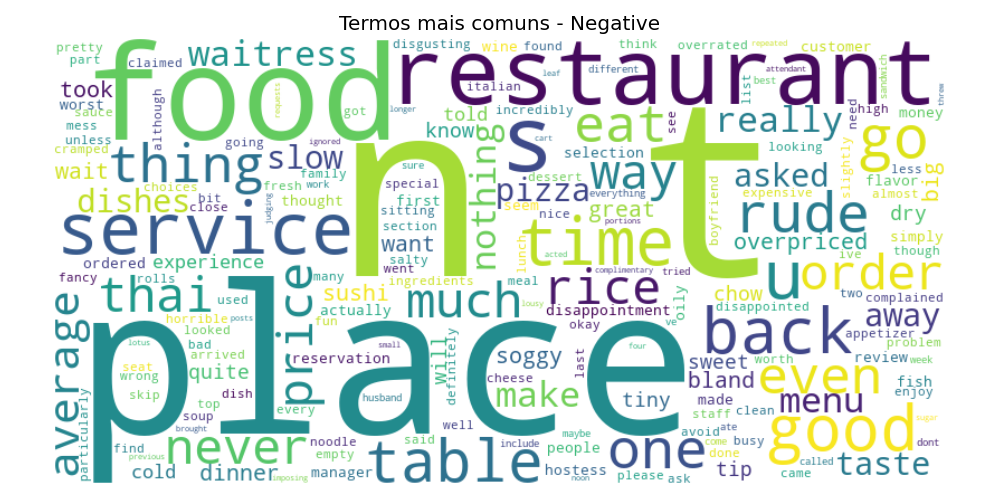 Termos mais comuns - Negative
pretty
disgusting
wine
found
think
overrated
repeated
customer
part
claimed
waitress
food
restaurant
different
attendant
best
list
sandwich
threw
took
italian
leaf
worst
sauce
requests
got
longer
told
incredibly
see
need
high
money
mess
although
unless
going
ignored
know
s
eat
n t
really
looking
go
cramped
thing
slow
sure
nothing
cart
selection
way
asked
slightly
less
wait
family
dessert
everything
flavor
big
choices
fresh
work
special
pizza
expensive
almost
dishes
bit
close
judging
thought
first
sitting
seem
nice
great
portions
boyfriend
rude
dry
service
section
want
time
acted
overpriced
simply
though
ordered
experience
salty
went
lunch
complimentary
tried
u
order
ive
fancy
rolls
many
ingredients
meal
rice
oily
chow
two
complained
thai
used
price
sushi
actually
much
lousy
disappointment
ve
disappointed
away
average
horrible
posts
fun
okay
four
back
appetizer
looked
place
small
will
definitely
problem
lotus
bad
reservation
soggy
last
sweet
worth
review
week
seat
arrived
cheese
bland
even
fish
wrong
quite
husband
make
tiny
made
menu
enjoy
skip
dish
particularly
top
every
staff
clean
good
sugar
soup
well
brought
never
noodle
said
include
maybe
one
avoid
ate
busy
dont
find
empty
table
people
come
done
previous
cold
dinner
manager
hostess
noon
please
ask
tip
called
came
taste
imposing